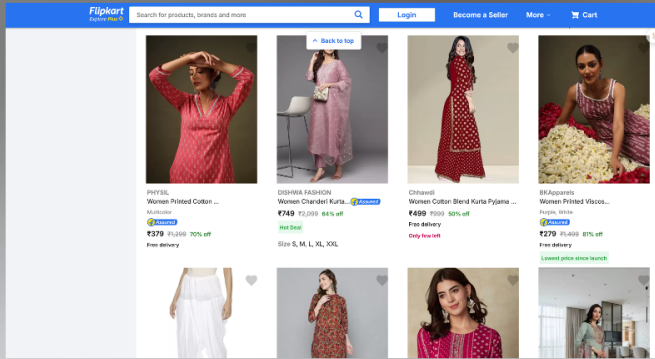 Flipkart
Explore Plus
Search for products, brands and more
Login
Become a Seller
More
Cart
Back to top
PHYSIL
Women Printed Cotton ...
Multicolor
Assured
₹379 ₹1,299 70% off
Free delivery
DISHWA FASHION
Women Chanderi Kurta... Assured
₹749 ₹2,099 64% off
Hot Deal
Size S, M, L, XL, XXL
Chhawdi
Women Cotton Blend Kurta Pyjama ...
₹499 ₹999 50% off
Free delivery
Only few left
BKApparels
Women Printed Viscos...
Purple, White
Assured
₹279 ₹1,499 81% off
Free delivery
Lowest price since launch